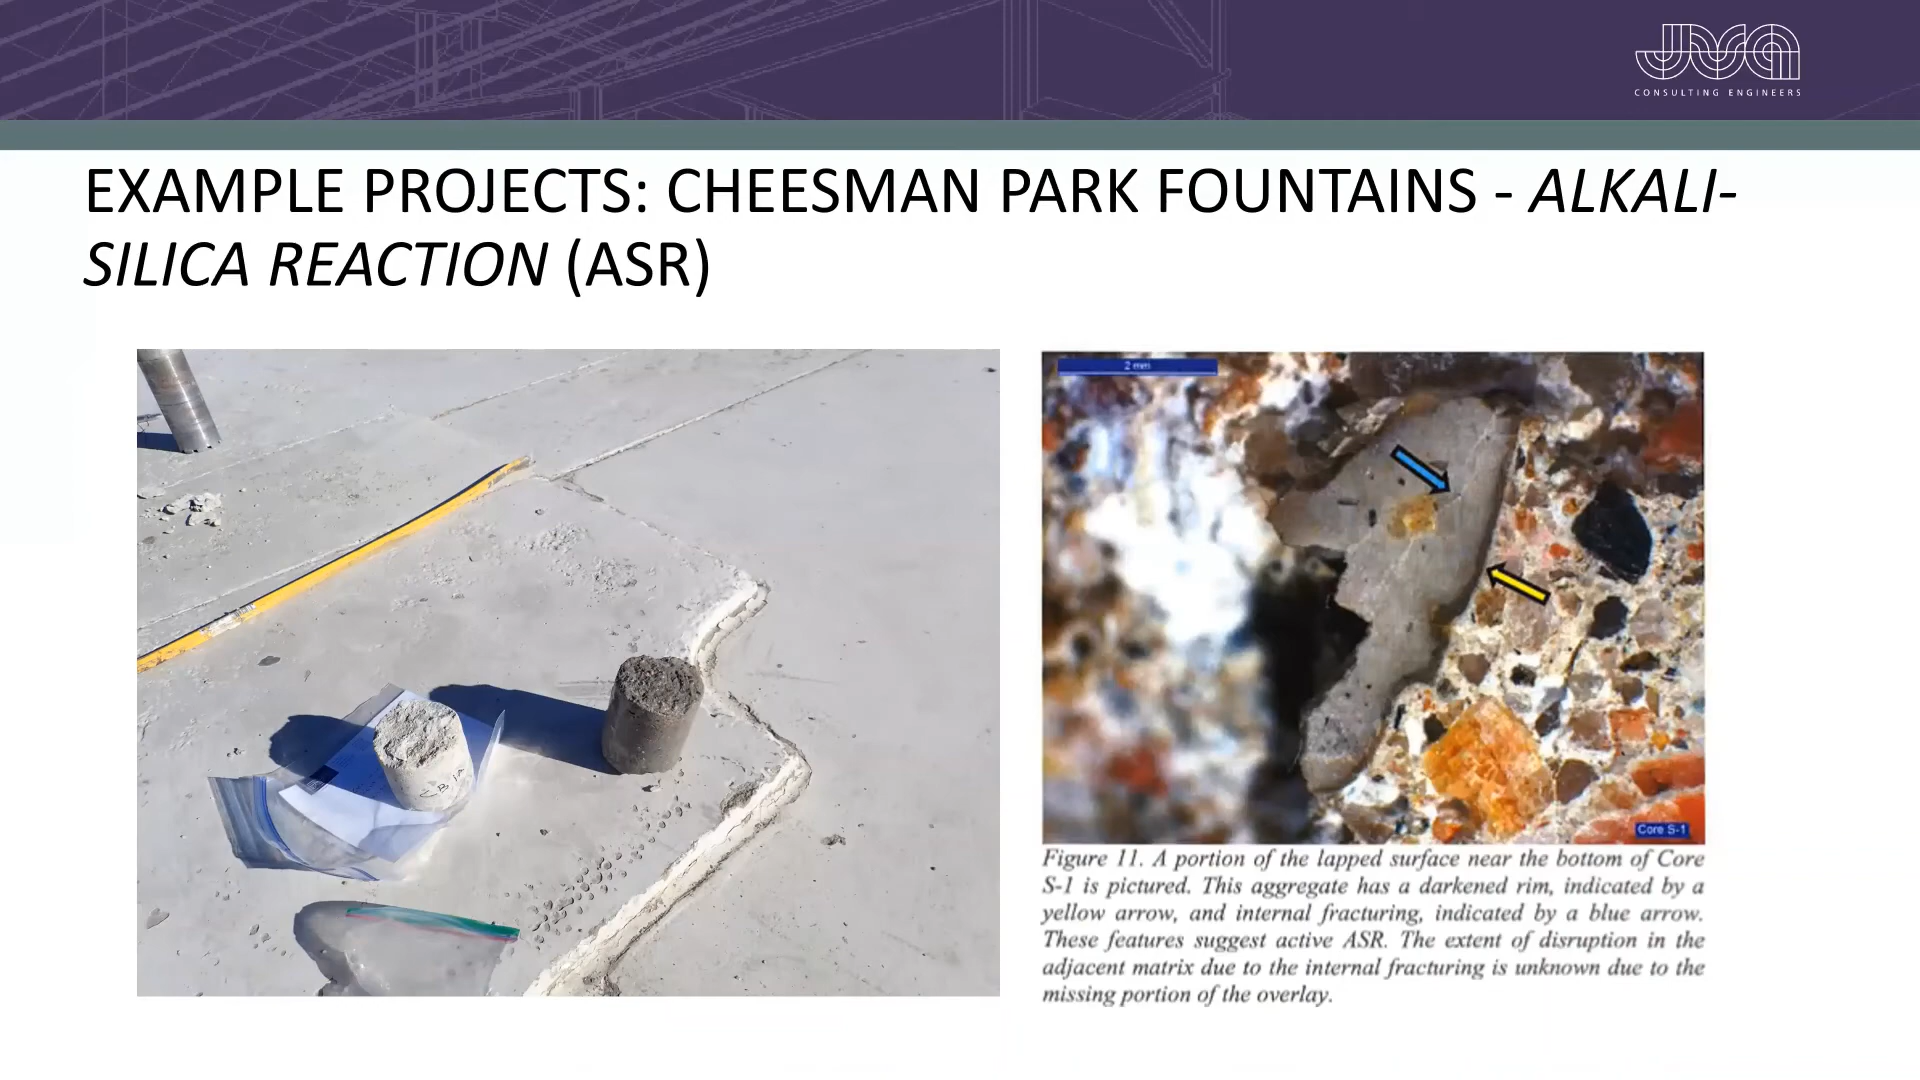 JVA
CONSULTING ENGINEERS
EXAMPLE PROJECTS: CHEESMAN PARK FOUNTAINS - ALKALI-
SILICA REACTION (ASR)
2 mm
Core S-1
Figure 11. A portion of the lapped surface near the bottom of Core
S-1 is pictured. This aggregate has a darkened rim, indicated by a
yellow arrow, and internal fracturing, indicated by a blue arrow.
These features suggest active ASR. The extent of disruption in the
adjacent matrix due to the internal fracturing is unknown due to the
missing portion of the overlay.